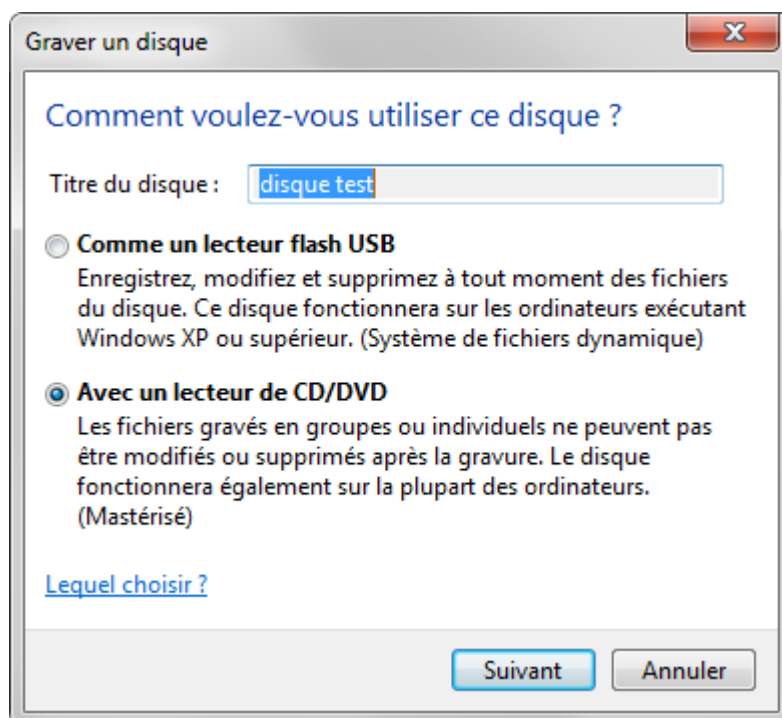 Graver un disque
Comment voulez-vous utiliser ce disque ?
Titre du disque : disque test
Comme un lecteur flash USB
Enregistrez, modifiez et supprimez à tout moment des fichiers
du disque. Ce disque fonctionnera sur les ordinateurs exécutant
Windows XP ou supérieur. (Système de fichiers dynamique)
Avec un lecteur de CD/DVD
Les fichiers gravés en groupes ou individuels ne peuvent pas
être modifiés ou supprimés après la gravure. Le disque
fonctionnera également sur la plupart des ordinateurs.
(Mastérisé)
Lequel choisir ?
Suivant Annuler